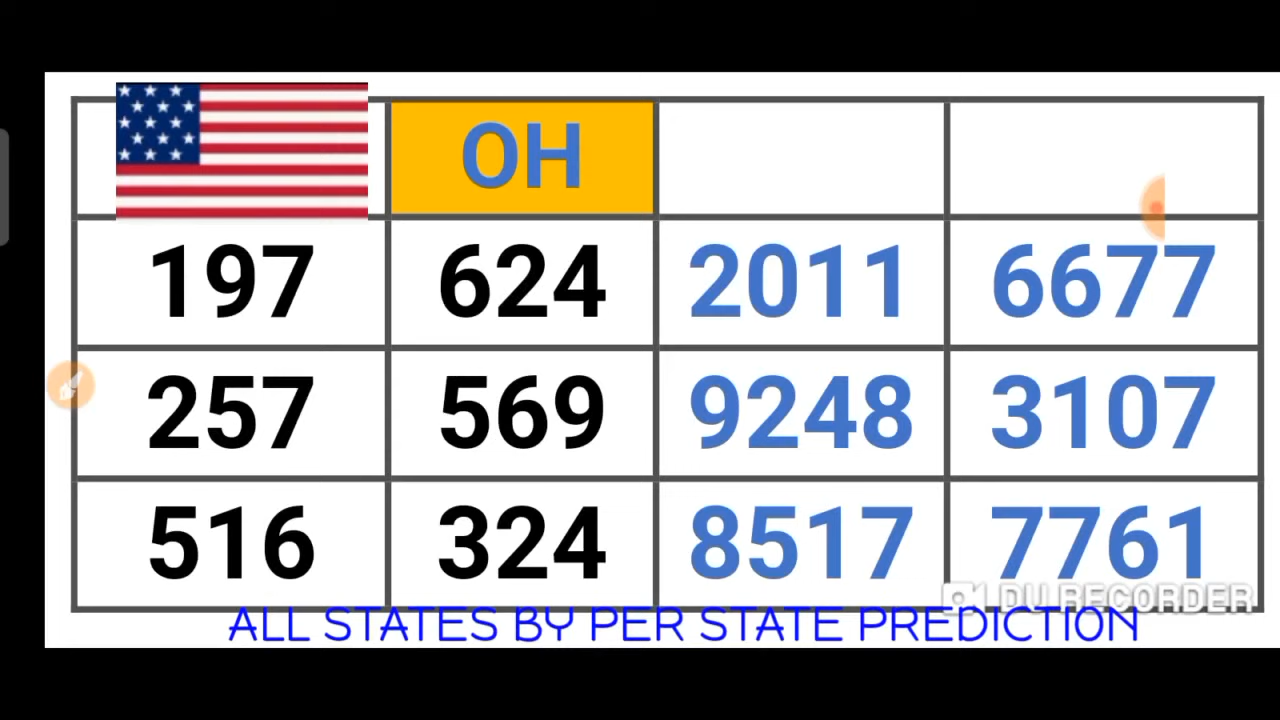 OH
197 624 2011 6677
257 569 9248 3107
516 324 8517 7761
DU RECORDER
ALL STATES BY PER STATE PREDICTION